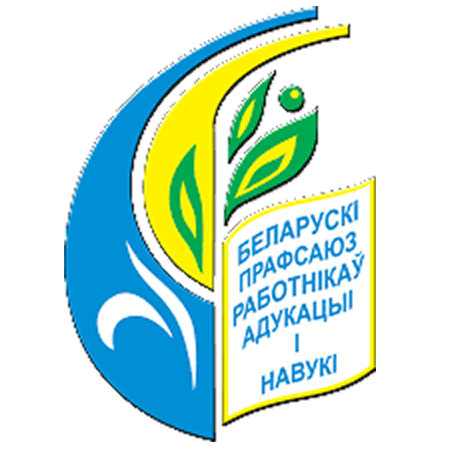 БЕЛАРУСКІ
ПРАФСАЮЗ
РАБОТНІКАЎ
АДУКАЦЫІ
І
НАВУКІ